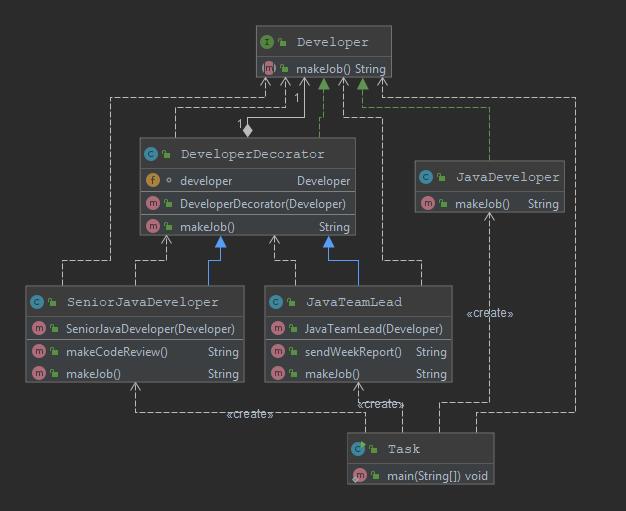 Developer
makeJob() String
1
1
DeveloperDecorator
developer Developer
DeveloperDecorator(Developer)
makeJob() String
JavaDeveloper
makeJob() String
SeniorJavaDeveloper
SeniorJavaDeveloper(Developer)
makeCodeReview() String
makeJob() String
JavaTeamLead
JavaTeamLead(Developer)
sendWeekReport() String
makeJob() String
«create»
«create»
«create»
Task
main(String[]) void